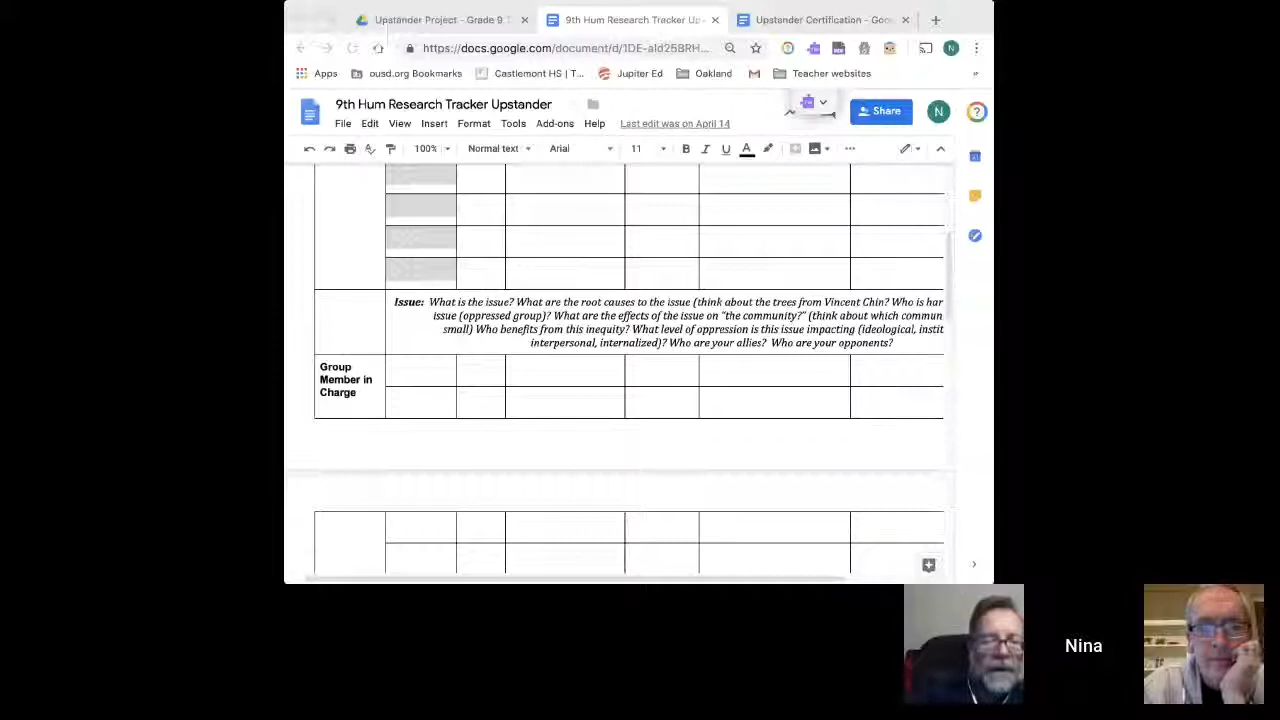 Upstander Project - Grade 9 T
9th Hum Research Tracker Up
Upstander Certification - Goo
https://docs.google.com/document/d/1DE-ald25BRH...
Apps
ousd.org Bookmarks
Castlemont HS | T...
Jupiter Ed
Oakland
Teacher websites
»
9th Hum Research Tracker Upstander
File Edit View Insert Format Tools Add-ons Help Last edit was on April 14
Share
N
100% Normal text Arial 11 B I U A
Issue: What is the issue? What are the root causes to the issue (think about the trees from Vincent Chin? Who is har
issue (oppressed group)? What are the effects of the issue on "the community?" (think about which commun
small) Who benefits from this inequity? What level of oppression is this issue impacting (ideological, instit
interpersonal, internalized)? Who are your allies? Who are your opponents?
Group
Member in
Charge
Nina